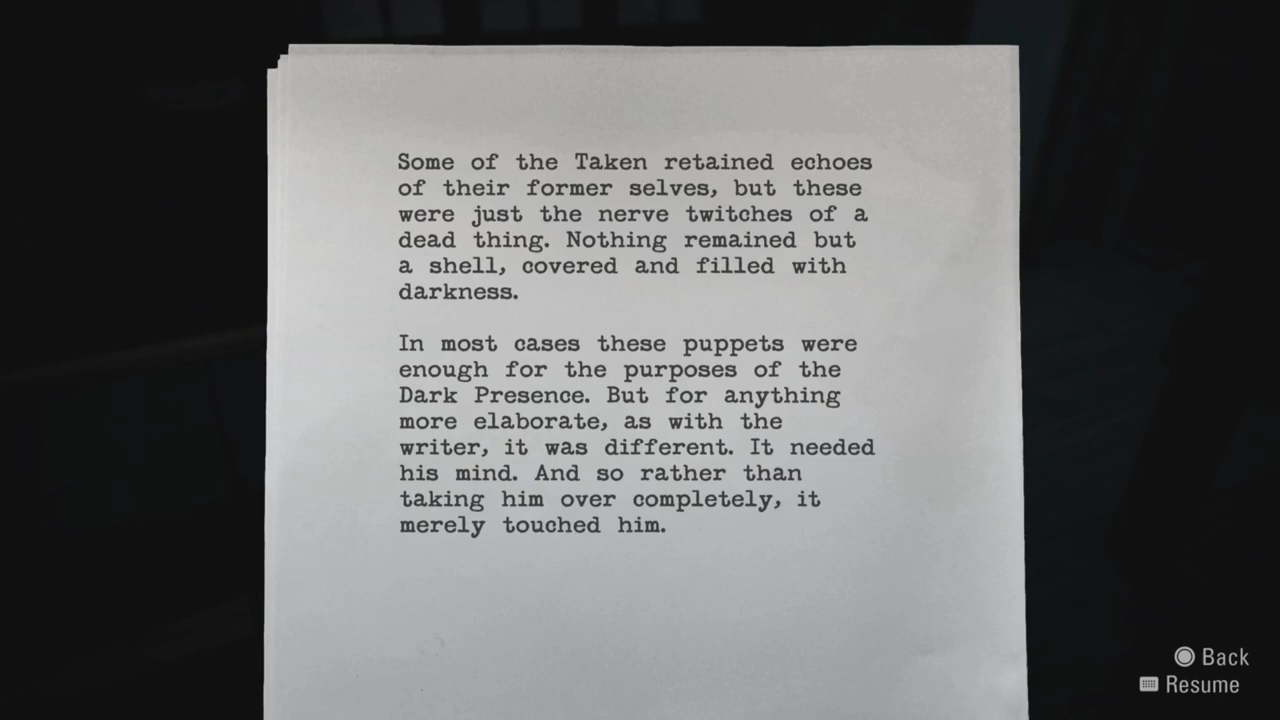 Some of the Taken retained echoes
of their former selves, but these
were just the nerve twitches of a
dead thing. Nothing remained but
a shell, covered and filled with
darkness.
In most cases these puppets were
enough for the purposes of the
Dark Presence. But for anything
more elaborate, as with the
writer, it was different. It needed
his mind. And so rather than
taking him over completely, it
merely touched him.
Back
Resume